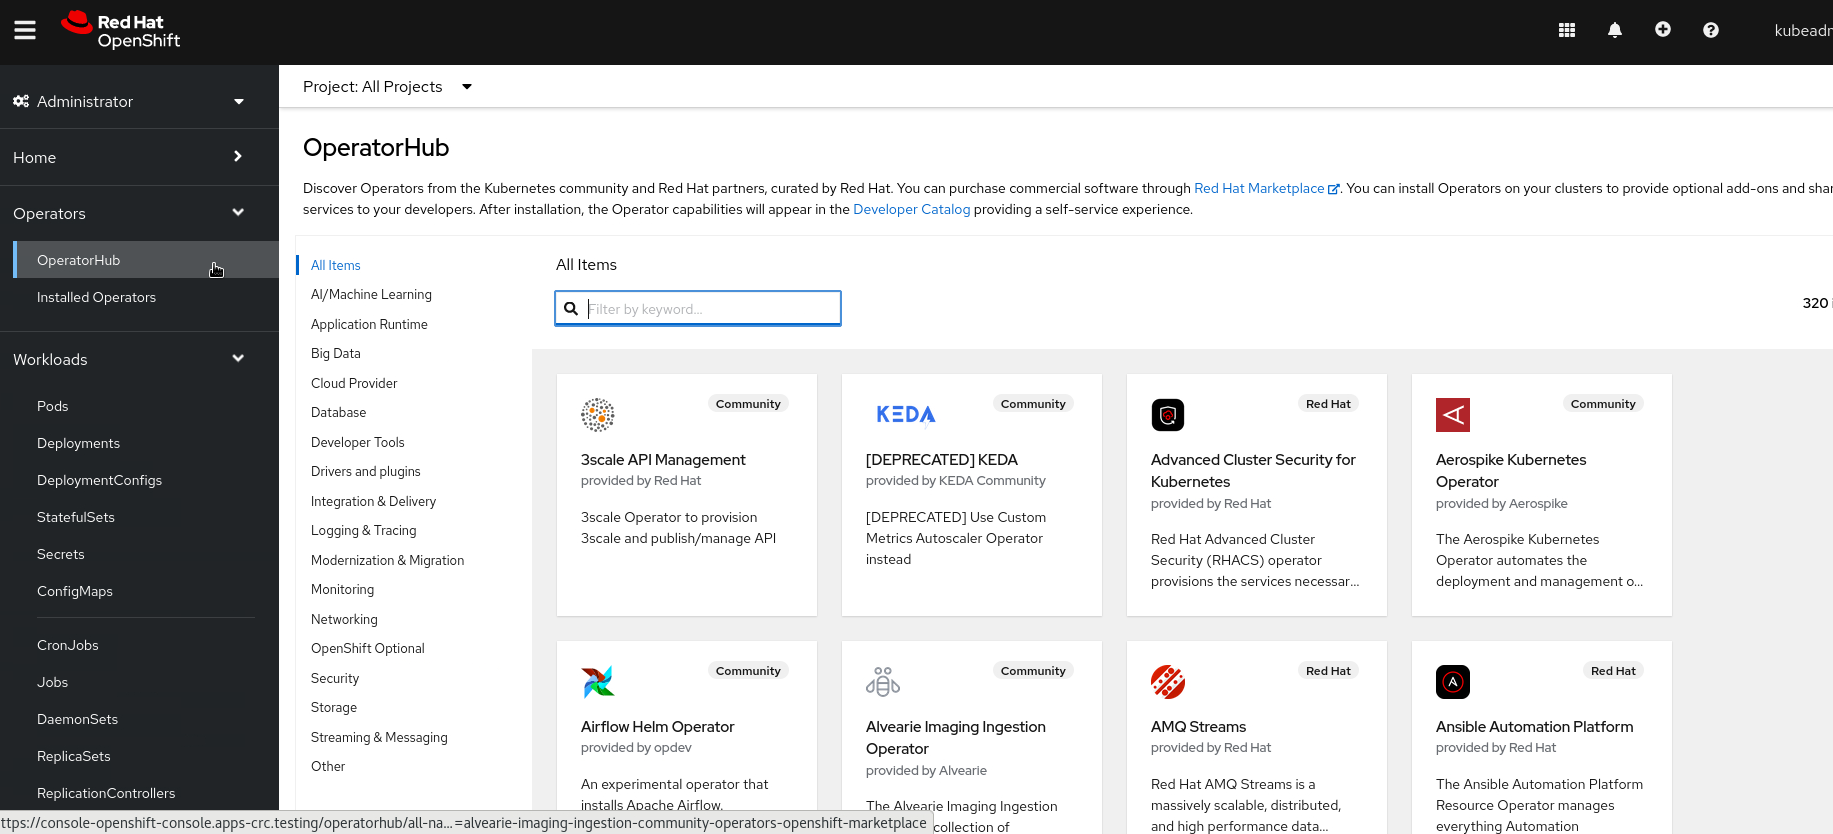 Red Hat
OpenShift
Administrator
Home
Operators
OperatorHub
Installed Operators
Workloads
Pods
Deployments
DeploymentConfigs
StatefulSets
Secrets
ConfigMaps
CronJobs
Jobs
DaemonSets
ReplicaSets
ReplicationControllers
Project: All Projects
OperatorHub
Discover Operators from the Kubernetes community and Red Hat partners, curated by Red Hat. You can purchase commercial software through Red Hat Marketplace. You can install Operators on your clusters to provide optional add-ons and shar
services to your developers. After installation, the Operator capabilities will appear in the Developer Catalog providing a self-service experience.
All Items
AI/Machine Learning
Application Runtime
Big Data
Cloud Provider
Database
Developer Tools
Drivers and plugins
Integration & Delivery
Logging & Tracing
Modernization & Migration
Monitoring
Networking
OpenShift Optional
Security
Storage
Streaming & Messaging
Other
All Items
Filter by keyword...
320 i
Community
3scale API Management
provided by Red Hat
3scale Operator to provision
3scale and publish/manage API
Community
KEDA
[DEPRECATED] KEDA
provided by KEDA Community
[DEPRECATED] Use Custom
Metrics Autoscaler Operator
instead
Red Hat
Advanced Cluster Security for
Kubernetes
provided by Red Hat
Red Hat Advanced Cluster
Security (RHACS) operator
provisions the services necessar...
Community
Aerospike Kubernetes
Operator
provided by Aerospike
The Aerospike Kubernetes
Operator automates the
deployment and management o...
Community
Airflow Helm Operator
provided by opdev
An experimental operator that
installs Apache Airflow.
Community
Alvearie Imaging Ingestion
Operator
provided by Alvearie
The Alvearie Imaging Ingestion
collection of
Red Hat
AMQ Streams
provided by Red Hat
Red Hat AMQ Streams is a
massively scalable, distributed,
and high performance data...
Red Hat
Ansible Automation Platform
provided by Red Hat
The Ansible Automation Platform
Resource Operator manages
everything Automation
kubeadm
ttps://console-openshift-console.apps-crc.testing/operatorhub/all-na...=alvearie-imaging-ingestion-community-operators-openshift-marketplace